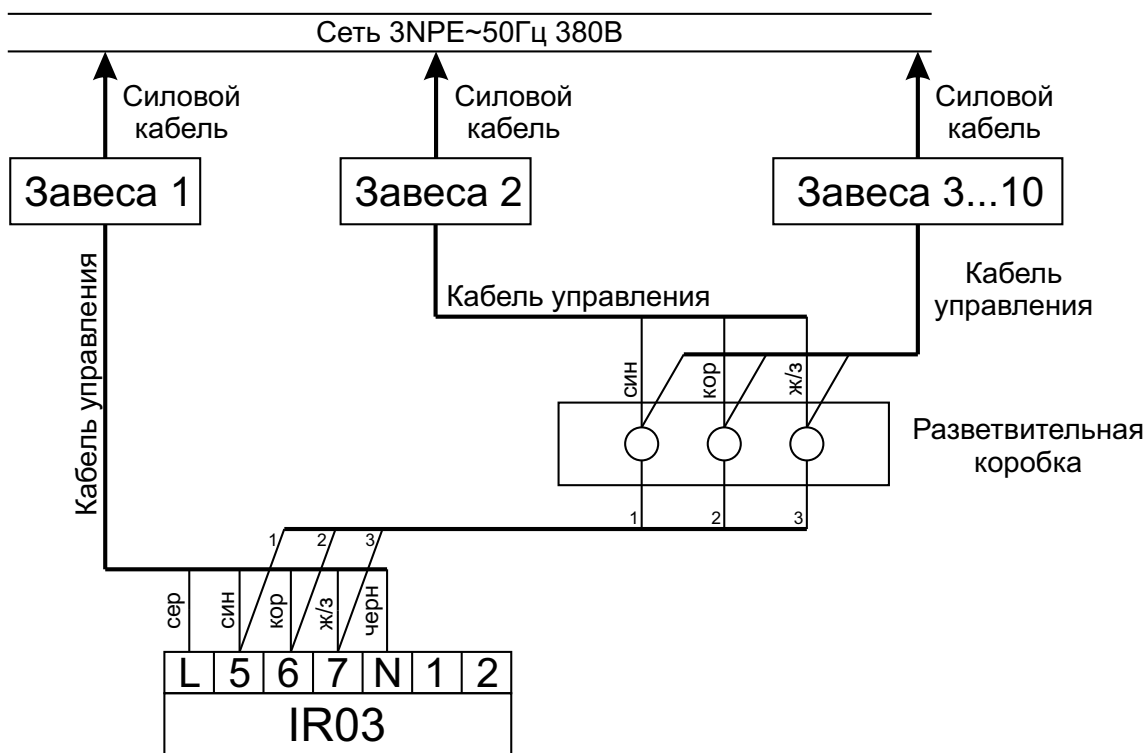 Сеть 3NPE~50Гц 380В
Силовой
кабель
Силовой
кабель
Силовой
кабель
Завеса 1
Завеса 2
Завеса 3...10
Кабель управления
Кабель управления
Кабель
управления
син
кор
ж/з
Разветвительная
коробка
1
2
3
1
2
3
сер
син
кор
ж/з
черн
L 5 6 7 N 1 2
IR03